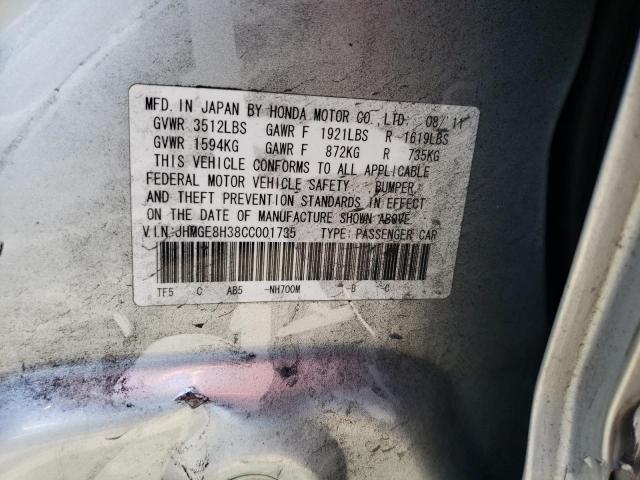 MFD. IN JAPAN BY HONDA MOTOR CO.,LTD. 08/11
GVWR 3512LBS GAWR F 1921LBS R 1619LBS
GVWR 1594KG GAWR F 872KG R 735KG
THIS VEHICLE CONFORMS TO ALL APPLICABLE
FEDERAL MOTOR VEHICLE SAFETY BUMPER,
AND THEFT PREVENTION STANDARDS IN EFFECT
ON THE DATE OF MANUFACTURE SHOWN ABOVE.
V.I.N:JHMGE8H38CC001735 TYPE: PASSENGER CAR
TF5 C AB5 -NH700M -B C